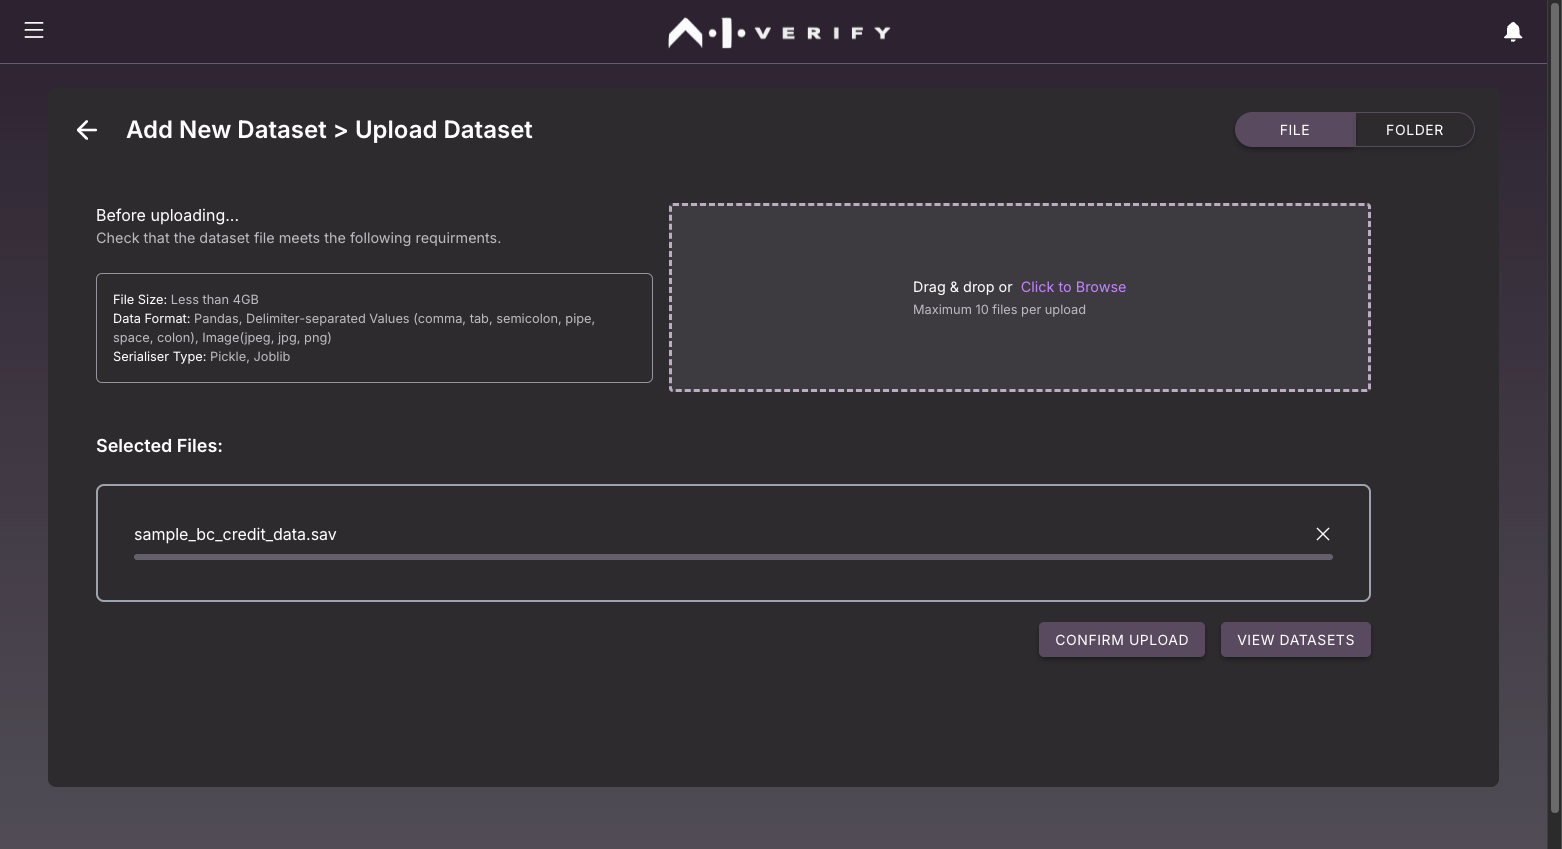 A·I·VERIFY
Add New Dataset > Upload Dataset
FILE
FOLDER
Before uploading...
Check that the dataset file meets the following requirments.
File Size: Less than 4GB
Data Format: Pandas, Delimiter-separated Values (comma, tab, semicolon, pipe,
space, colon), Image(jpeg, jpg, png)
Serialiser Type: Pickle, Joblib
Drag & drop or Click to Browse
Maximum 10 files per upload
Selected Files:
sample_bc_credit_data.sav
CONFIRM UPLOAD
VIEW DATASETS